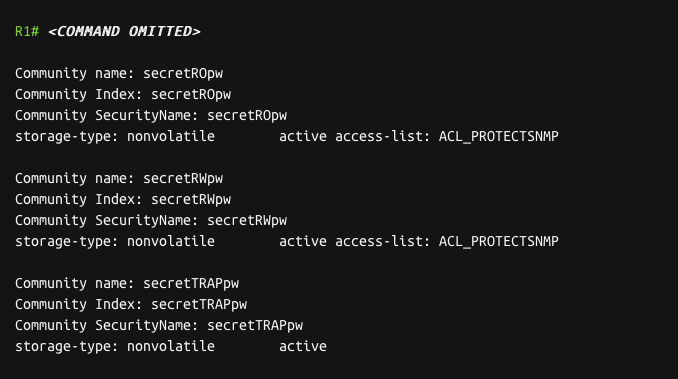 R1# <COMMAND OMITTED>
Community name: secretROpw
Community Index: secretROpw
Community SecurityName: secretROpw
storage-type: nonvolatile        active access-list: ACL_PROTECTSNMP
Community name: secretRWpw
Community Index: secretRWpw
Community SecurityName: secretRWpw
storage-type: nonvolatile        active access-list: ACL_PROTECTSNMP
Community name: secretTRAPpw
Community Index: secretTRAPpw
Community SecurityName: secretTRAPpw
storage-type: nonvolatile        active